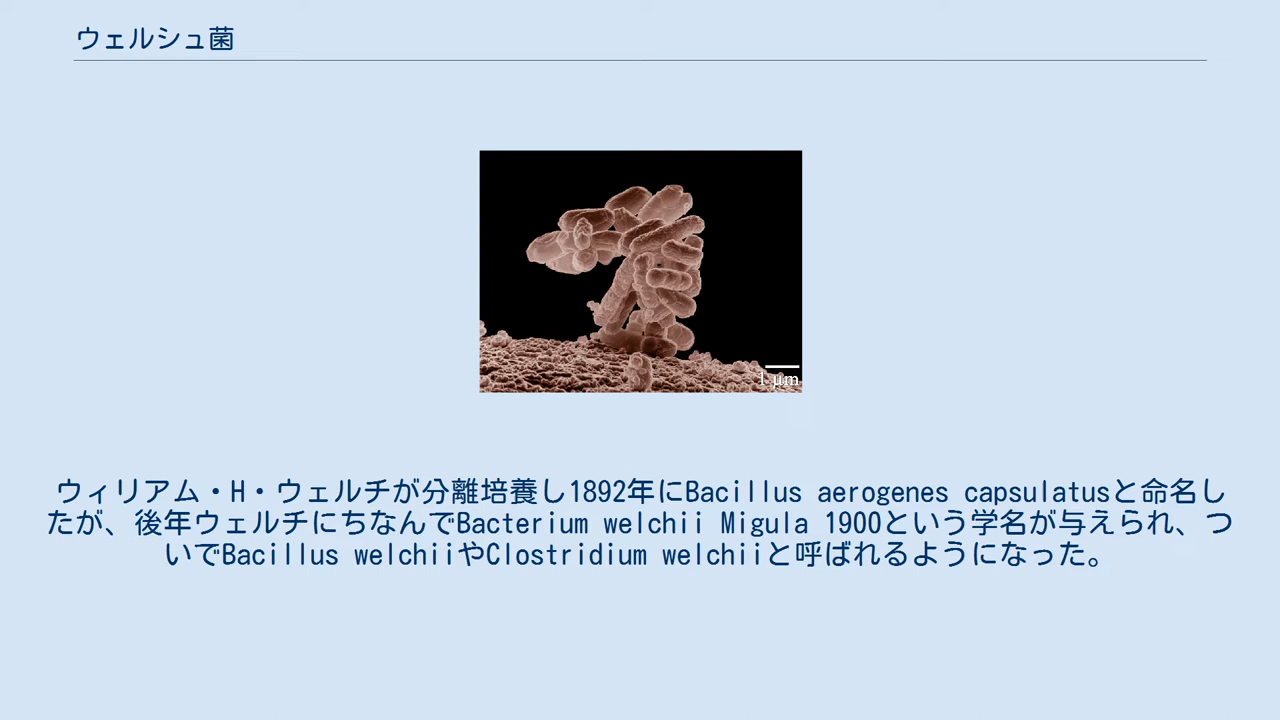 ウェルシュ菌
1 μm
ウィリアム・H・ウェルチが分離培養し1892年にBacillus aerogenes capsulatusと命名し
たが、後年ウェルチにちなんでBacterium welchii Migula 1900という学名が与えられ、つ
いでBacillus welchiiやClostridium welchiiと呼ばれるようになった。